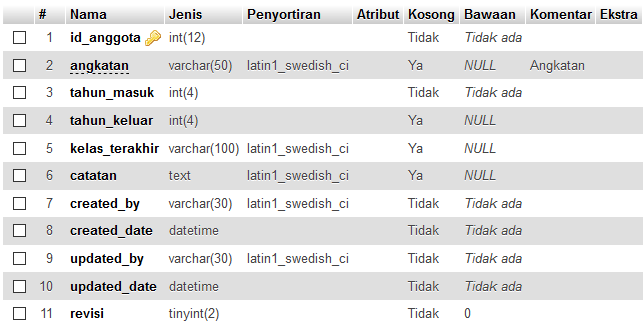 # Nama Jenis Penyortiran Atribut Kosong Bawaan Komentar Ekstra
1 id_anggota int(12) Tidak Tidak ada
2 angkatan varchar(50) latin1_swedish_ci Ya NULL Angkatan
3 tahun_masuk int(4) Tidak Tidak ada
4 tahun_keluar int(4) Ya NULL
5 kelas_terakhir varchar(100) latin1_swedish_ci Ya NULL
6 catatan text latin1_swedish_ci Ya NULL
7 created_by varchar(30) latin1_swedish_ci Tidak Tidak ada
8 created_date datetime Tidak Tidak ada
9 updated_by varchar(30) latin1_swedish_ci Tidak Tidak ada
10 updated_date datetime Tidak Tidak ada
11 revisi tinyint(2) Tidak 0